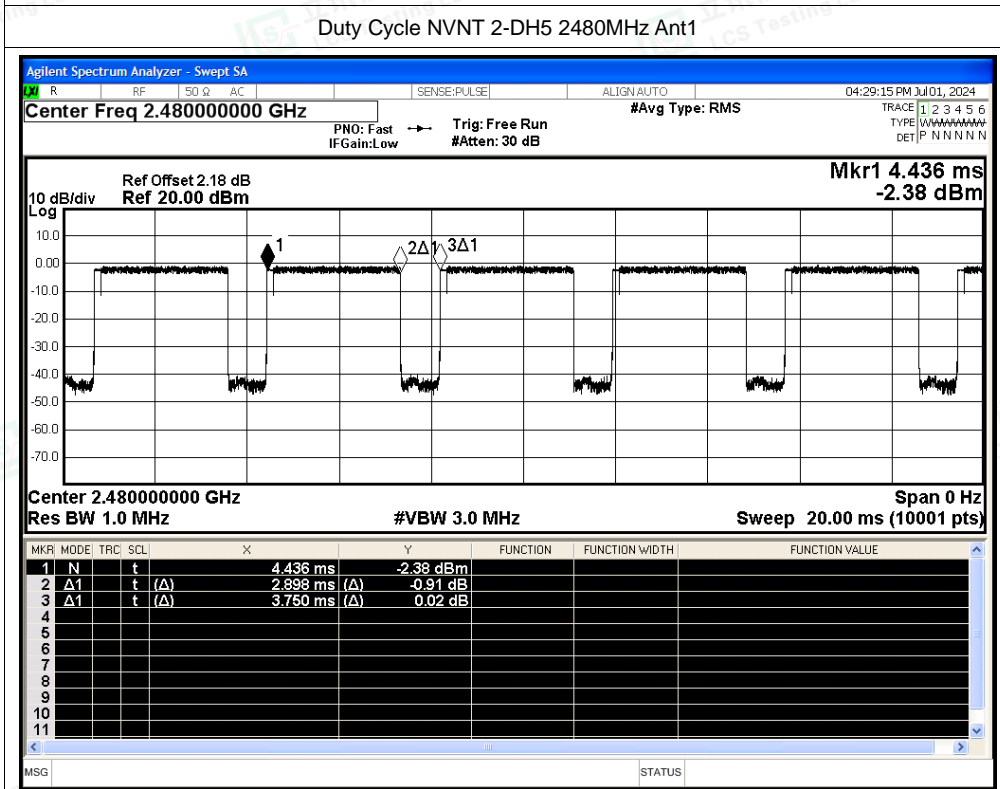 Duty Cycle NVNT 2-DH5 2480MHz Ant1
Agilent Spectrum Analyzer - Swept SA
LXI R RF 50 Ω AC SENSE:PULSE ALIGN AUTO 04:29:15 PM Jul 01, 2024
Center Freq 2.480000000 GHz #Avg Type: RMS TRACE 1 2 3 4 5 6
PNO: Fast Trig: Free Run TYPE
IFGain:Low #Atten: 30 dB DET P N N N N N
Mkr1 4.436 ms
Ref Offset 2.18 dB
10 dB/div Ref 20.00 dBm -2.38 dBm
Log
10.0
1 2Δ1 3Δ1
0.00
-10.0
-20.0
-30.0
-40.0
-50.0
-60.0
-70.0
Center 2.480000000 GHz Span 0 Hz
Res BW 1.0 MHz #VBW 3.0 MHz Sweep 20.00 ms (10001 pts)
MKR MODE TRC SCL X Y FUNCTION FUNCTION WIDTH FUNCTION VALUE
1 N t 4.436 ms -2.38 dBm
2 Δ1 t (Δ) 2.898 ms (Δ) -0.91 dB
3 Δ1 t (Δ) 3.750 ms (Δ) 0.02 dB
4
5
6
7
8
9
10
11
MSG STATUS